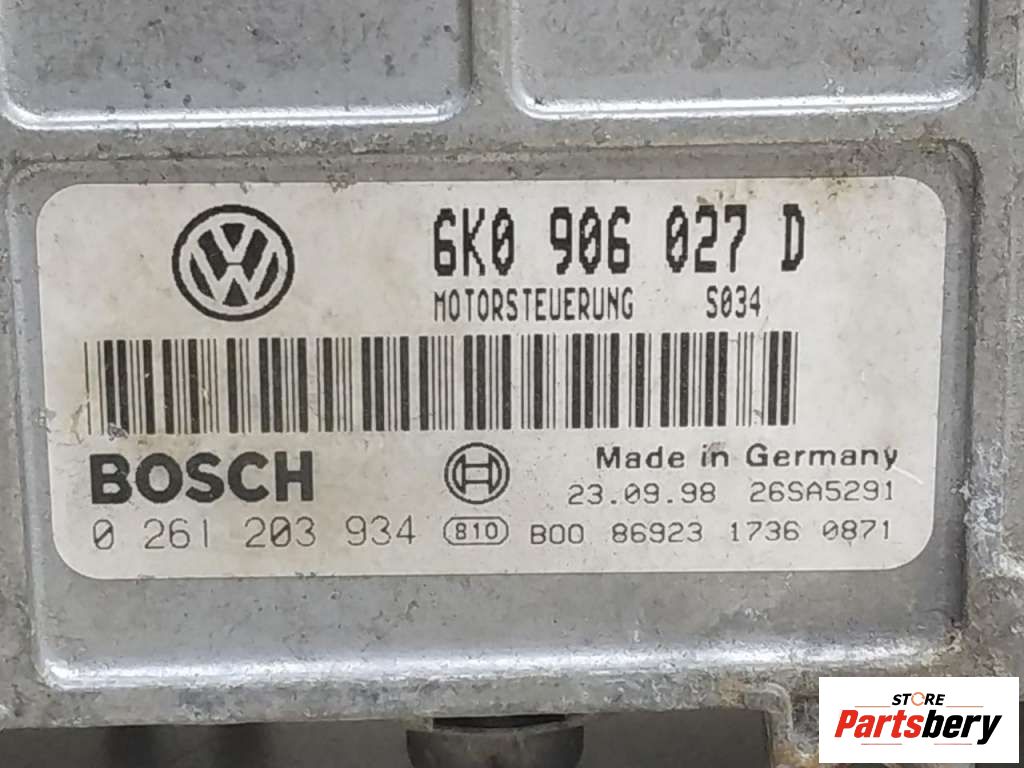 6K0 906 027 D
MOTORSTEUERUNG S034
BOSCH
Made in Germany
23.09.98 26SA5291
0 261 203 934 810 B00 86923 1736 0871
STORE
Partsbery